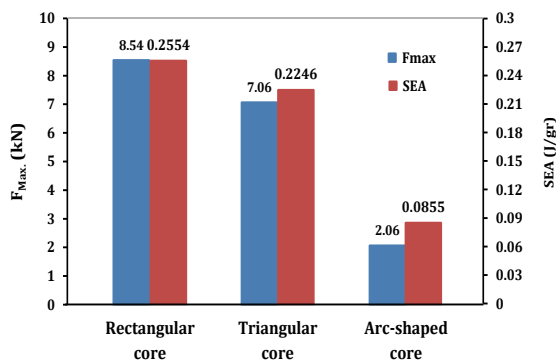 10
9
8
7
6
5
4
3
2
1
0
F Max. (kN)
8.54
0.2554
7.06
0.2246
2.06
0.0855
Fmax
SEA
0.3
0.27
0.24
0.21
0.18
0.15
0.12
0.09
0.06
0.03
0
SEA (J/gr)
Rectangular
core
Triangular
core
Arc-shaped
core